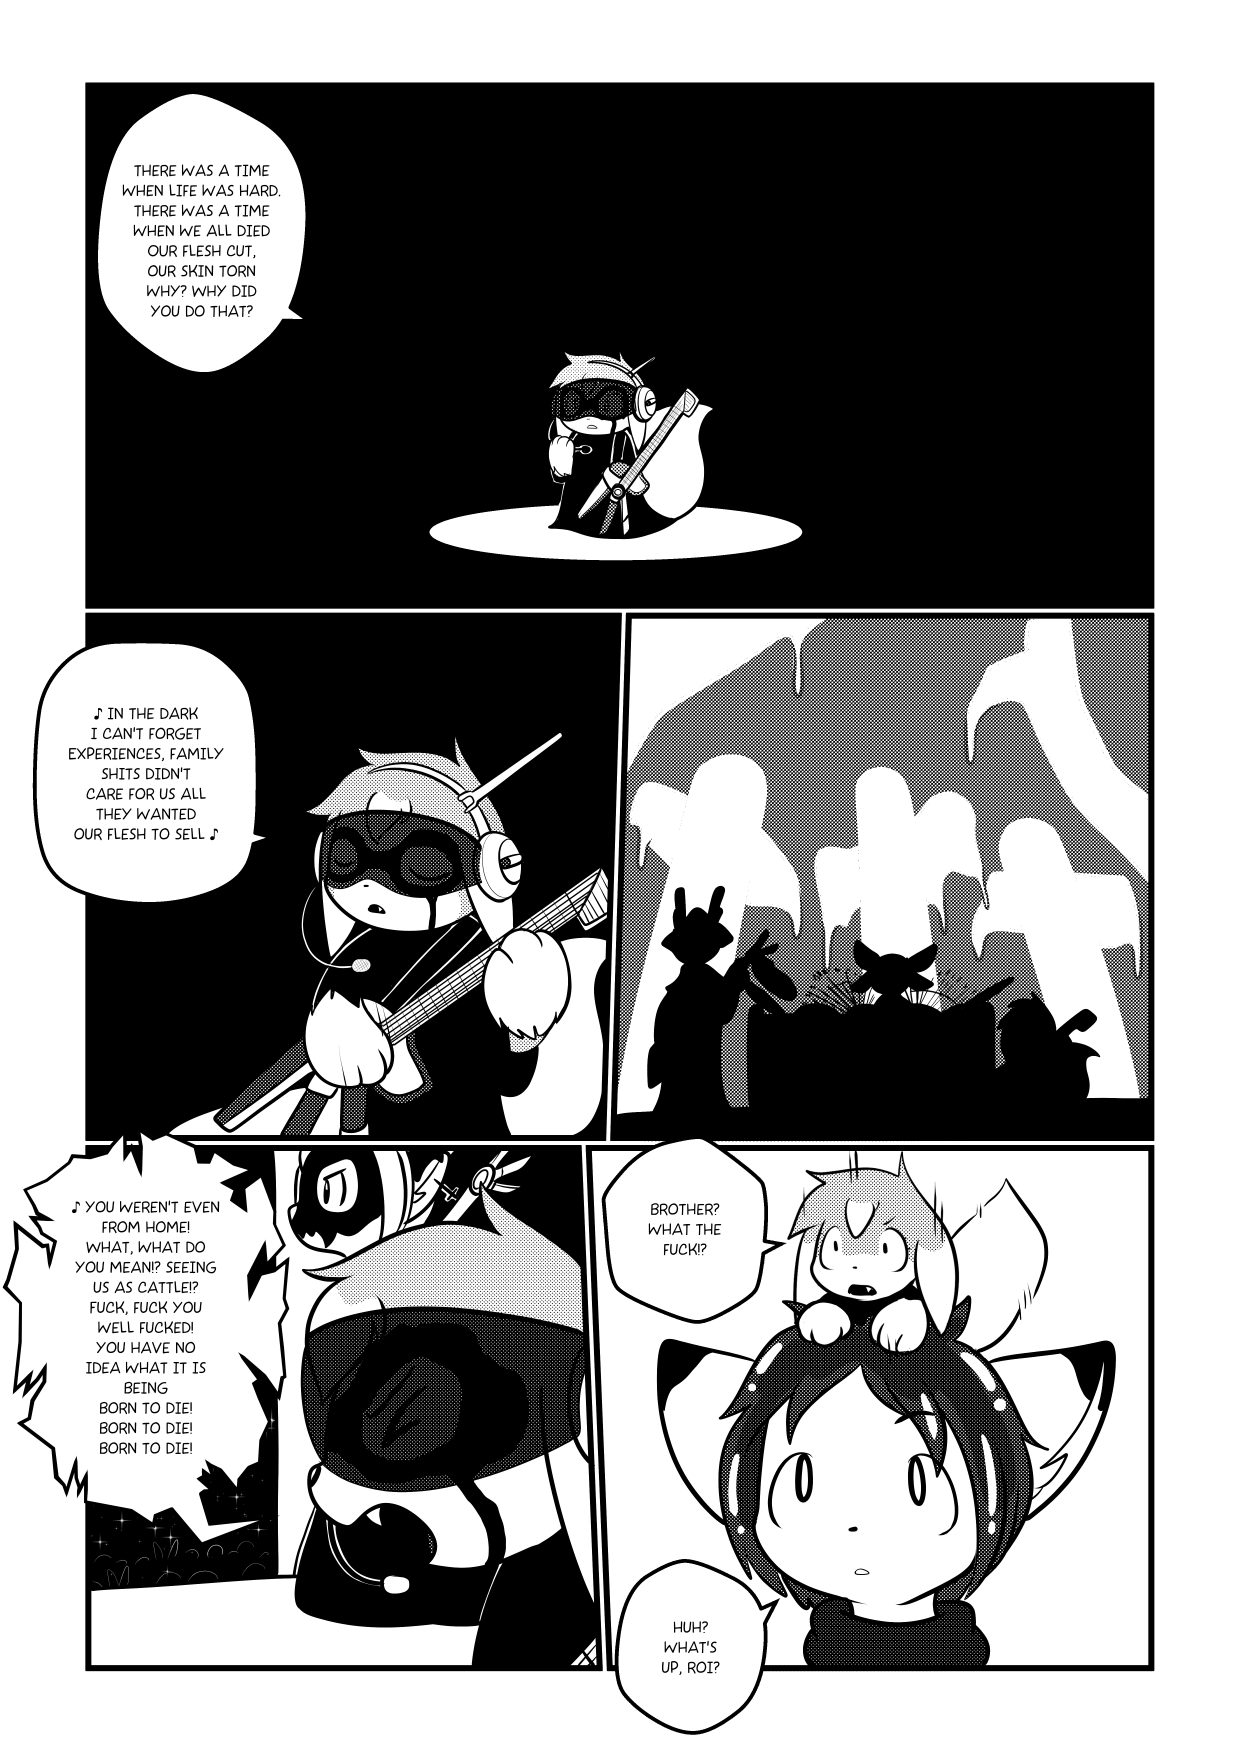 THERE WAS A TIME
WHEN LIFE WAS HARD.
THERE WAS A TIME
WHEN WE ALL DIED
OUR FLESH CUT,
OUR SKIN TORN
WHY? WHY DID
YOU DO THAT?
♪ IN THE DARK
I CAN'T FORGET
EXPERIENCES, FAMILY
SHITS DIDN'T
CARE FOR US ALL
THEY WANTED
OUR FLESH TO SELL ♪
♪ YOU WEREN'T EVEN
FROM HOME!
WHAT, WHAT DO
YOU MEAN!? SEEING
US AS CATTLE!?
FUCK, FUCK YOU
WELL FUCKED!
YOU HAVE NO
IDEA WHAT IT IS
BEING
BORN TO DIE!
BORN TO DIE!
BORN TO DIE!
BROTHER?
WHAT THE
FUCK!?
HUH?
WHAT'S
UP, ROI?